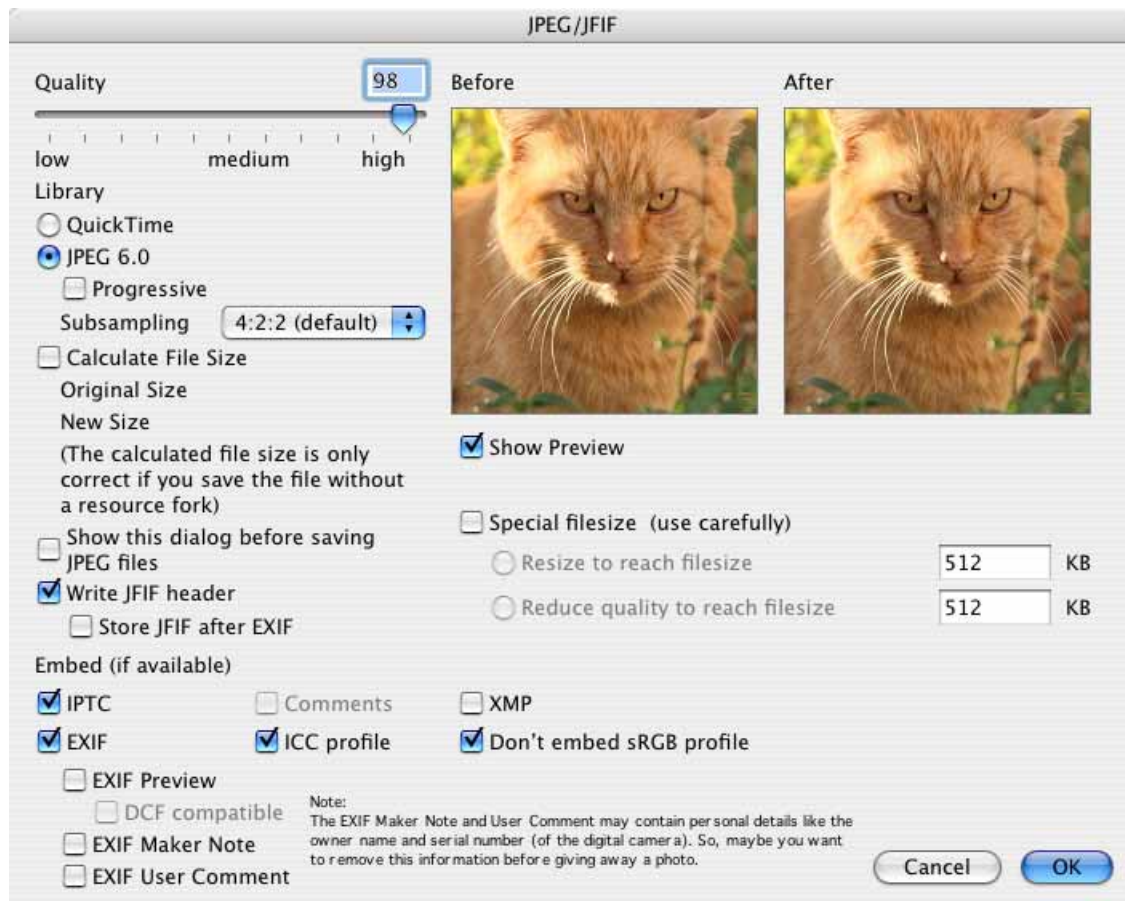 JPEG/JFIF
Quality
98
low
medium
high
Library
QuickTime
JPEG 6.0
Progressive
Subsampling
4:2:2 (default)
Calculate File Size
Original Size
New Size
(The calculated file size is only
correct if you save the file without
a resource fork)
Show this dialog before saving
JPEG files
Write JFIF header
Store JFIF after EXIF
Before
After
Show Preview
Special filesize (use carefully)
Resize to reach filesize
512
KB
Reduce quality to reach filesize
512
KB
Embed (if available)
IPTC
Comments
XMP
EXIF
ICC profile
Don't embed sRGB profile
EXIF Preview
DCF compatible
EXIF Maker Note
EXIF User Comment
Note:
The EXIF Maker Note and User Comment may contain personal details like the
owner name and serial number (of the digital camera). So, maybe you want
to remove this information before giving away a photo.
Cancel
OK